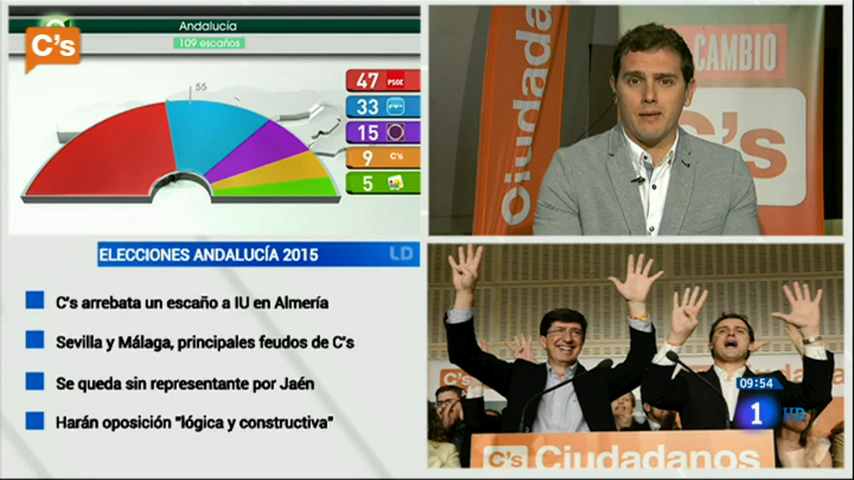 Andalucía
109 escaños
C's
55
47 PSOE
33
15
9 C's
5
Ciudada
CAMBIO
C's
ELECCIONES ANDALUCÍA 2015 LD
C's arrebata un escaño a IU en Almería
Sevilla y Málaga, principales feudos de C's
Se queda sin representante por Jaén
Harán oposición "lógica y constructiva"
C's
C's Ciudadanos
09:54
1 HD